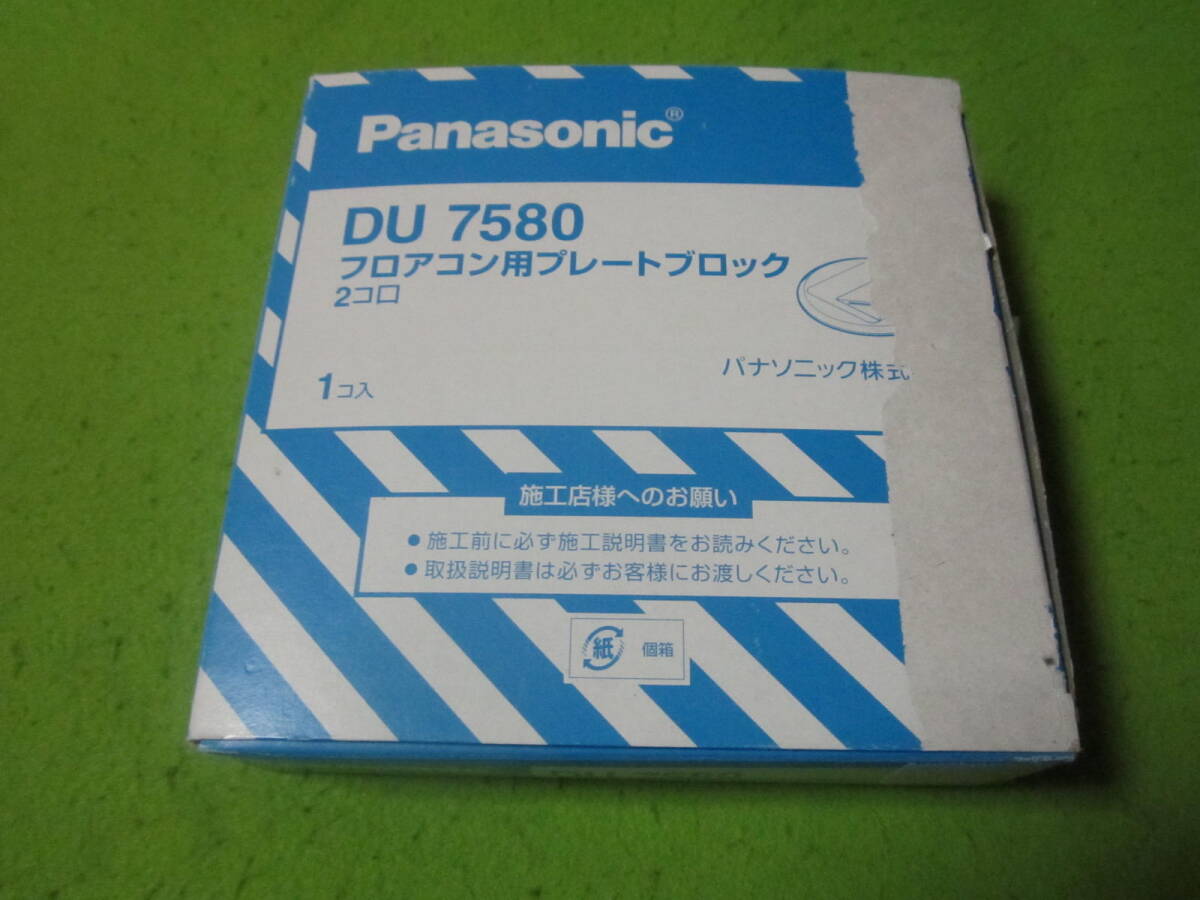 Panasonic®
DU 7580
フロアコン用プレートブロック
2コ口
1コ入
パナソニック株式
施工店様へのお願い
●施工前に必ず施工説明書をお読みください。
●取扱説明書は必ずお客様にお渡しください。
紙 個箱